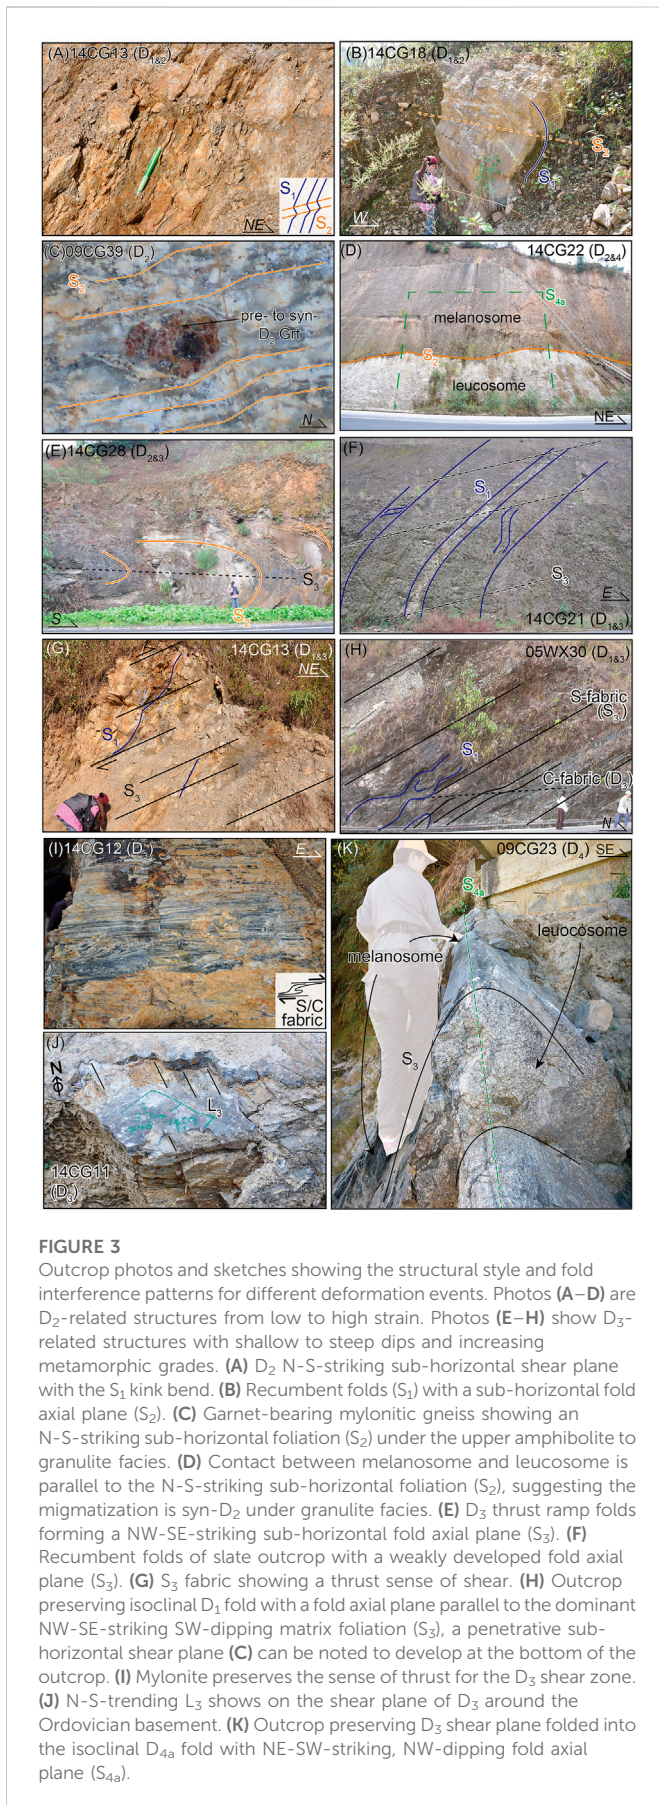 (A)14CG13(D1&2)
S1
S2
NE
(B)14CG18(D1&2)
S2
S1
W
(C)09CG39(D2)
S2
pre- to syn-
D2 Grt
N
(D)
14CG22(D2&4)
S4a
melanosome
S2
leucosome
NE
(E)14CG28(D2&3)
S3
S2
S
(F)
S1
S3
E
14CG21(D1&3)
(G)
14CG13(D1&3)
NE
S1
S3
(H)
05WX30(D1&3)
S-fabric
(S3)
S1
C-fabric(D3)
N
(I)14CG12(D3)
E
S/C
fabric
(J)
N
L3
14CG11
(D3)
(K)
09CG23(D4)
SE
S4a
leuocosome
melanosome
S3
FIGURE 3
Outcrop photos and sketches showing the structural style and fold
interference patterns for different deformation events. Photos (A–D) are
D2-related structures from low to high strain. Photos (E–H) show D3-
related structures with shallow to steep dips and increasing
metamorphic grades. (A) D2 N-S-striking sub-horizontal shear plane
with the S1 kink bend. (B) Recumbent folds (S1) with a sub-horizontal fold
axial plane (S2). (C) Garnet-bearing mylonitic gneiss showing an
N-S-striking sub-horizontal foliation (S2) under the upper amphibolite to
granulite facies. (D) Contact between melanosome and leucosome is
parallel to the N-S-striking sub-horizontal foliation (S2), suggesting the
migmatization is syn-D2 under granulite facies. (E) D3 thrust ramp folds
forming a NW-SE-striking sub-horizontal fold axial plane (S3). (F)
Recumbent folds of slate outcrop with a weakly developed fold axial
plane (S3). (G) S3 fabric showing a thrust sense of shear. (H) Outcrop
preserving isoclinal D1 fold with a fold axial plane parallel to the dominant
NW-SE-striking SW-dipping matrix foliation (S3), a penetrative sub-
horizontal shear plane (C) can be noted to develop at the bottom of the
outcrop. (I) Mylonite preserves the sense of thrust for the D3 shear zone.
(J) N-S-trending L3 shows on the shear plane of D3 around the
Ordovician basement. (K) Outcrop preserving D3 shear plane folded into
the isoclinal D4a fold with NE-SW-striking, NW-dipping fold axial
plane (S4a).